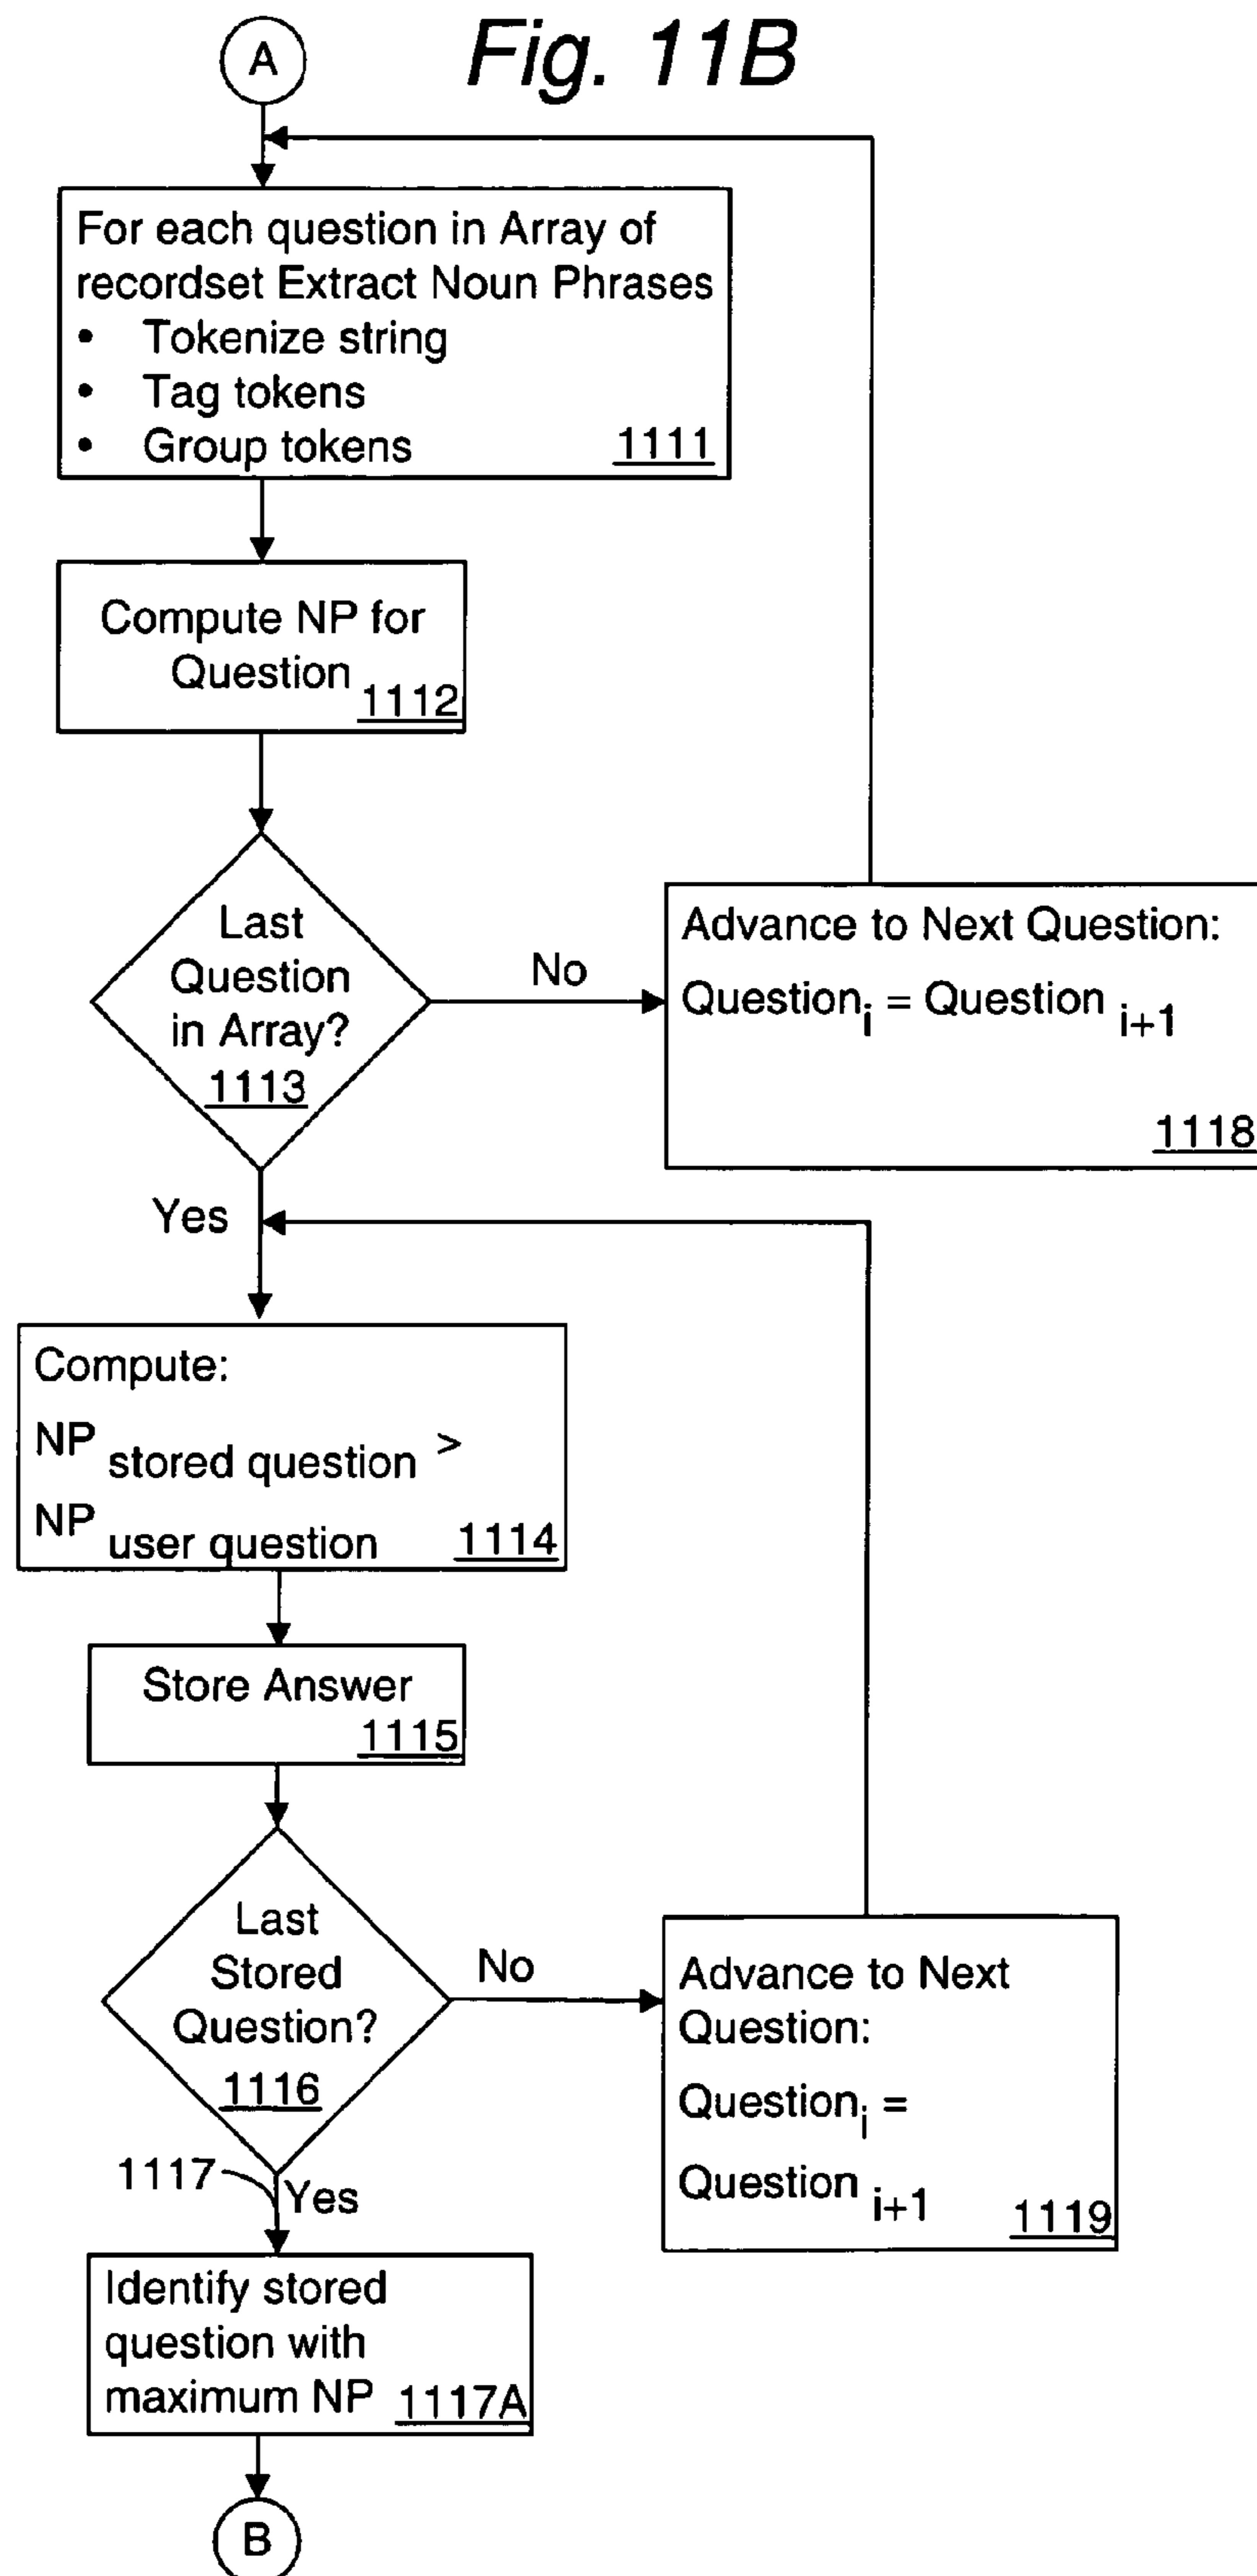 A
Fig. 11B
For each question in Array of
recordset Extract Noun Phrases
• Tokenize string
• Tag tokens
• Group tokens
1111
Compute NP for
Question
1112
Last
Question
in Array?
1113
No
Advance to Next Question:
Question i = Question i+1
1118
Yes
Compute:
NP stored question >
NP user question
1114
Store Answer
1115
Last
Stored
Question?
1116
No
Advance to Next
Question:
Question i =
Question i+1
1119
1117
Yes
Identify stored
question with
maximum NP
1117A
B